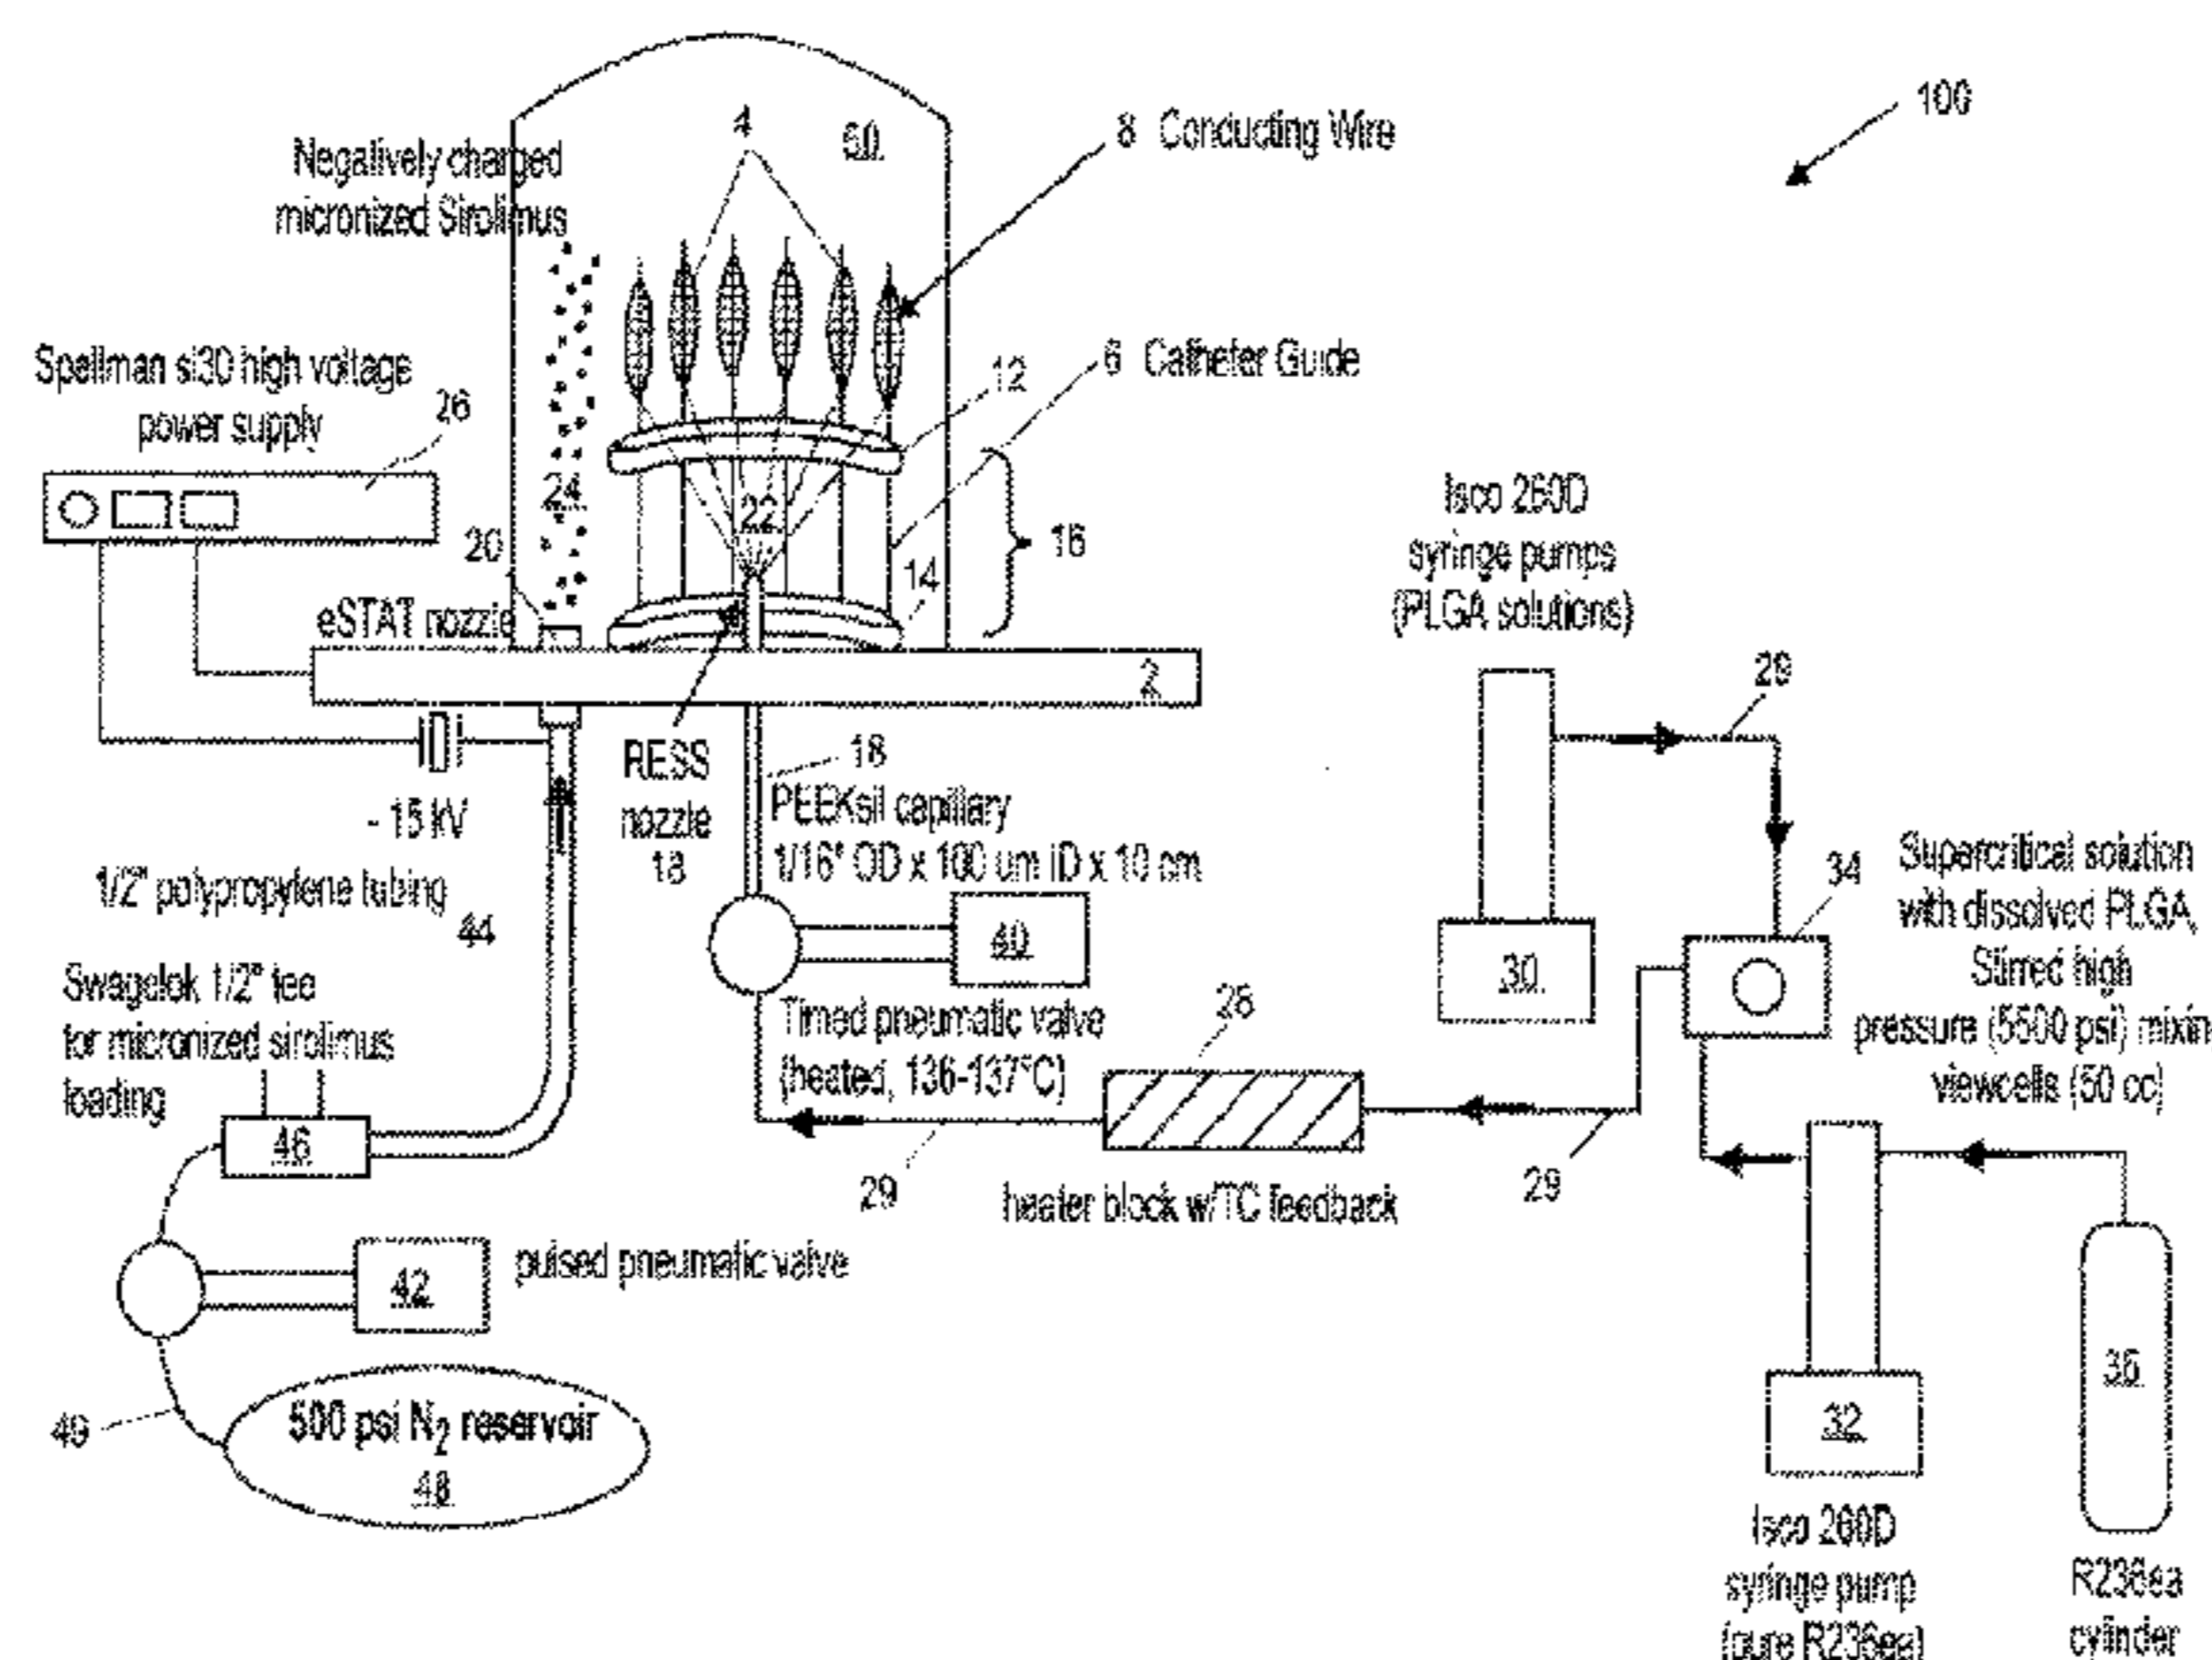 100
4
60
8 Conducting Wire
Negatively charged
micronized Sirolimus
Spellman sl30 high voltage
power supply
26
6 Catheter Guide
12
24
22
20
16
14
eSTAT nozzle
2
Isco 260D
syringe pumps
(PLGA solutions)
29
RESS
nozzle
18
18
PEEKsil capillary
1/16" OD x 100 um ID x 10 cm
- 15 kV
1/2" polypropylene tubing
44
40
30
34
Supercritical solution
with dissolved PLGA,
Stirred high
pressure (5500 psi) mixin
viewcells (50 cc)
Swagelok 1/2" tee
for micronized sirolimus
loading
46
Timed pneumatic valve
(heated, 136-137°C)
28
29
heater block w/TC feedback
29
42
pulsed pneumatic valve
49
500 psi N2 reservoir
48
32
36
Isco 260D
syringe pump
(pure R236ea)
R236ea
cylinder